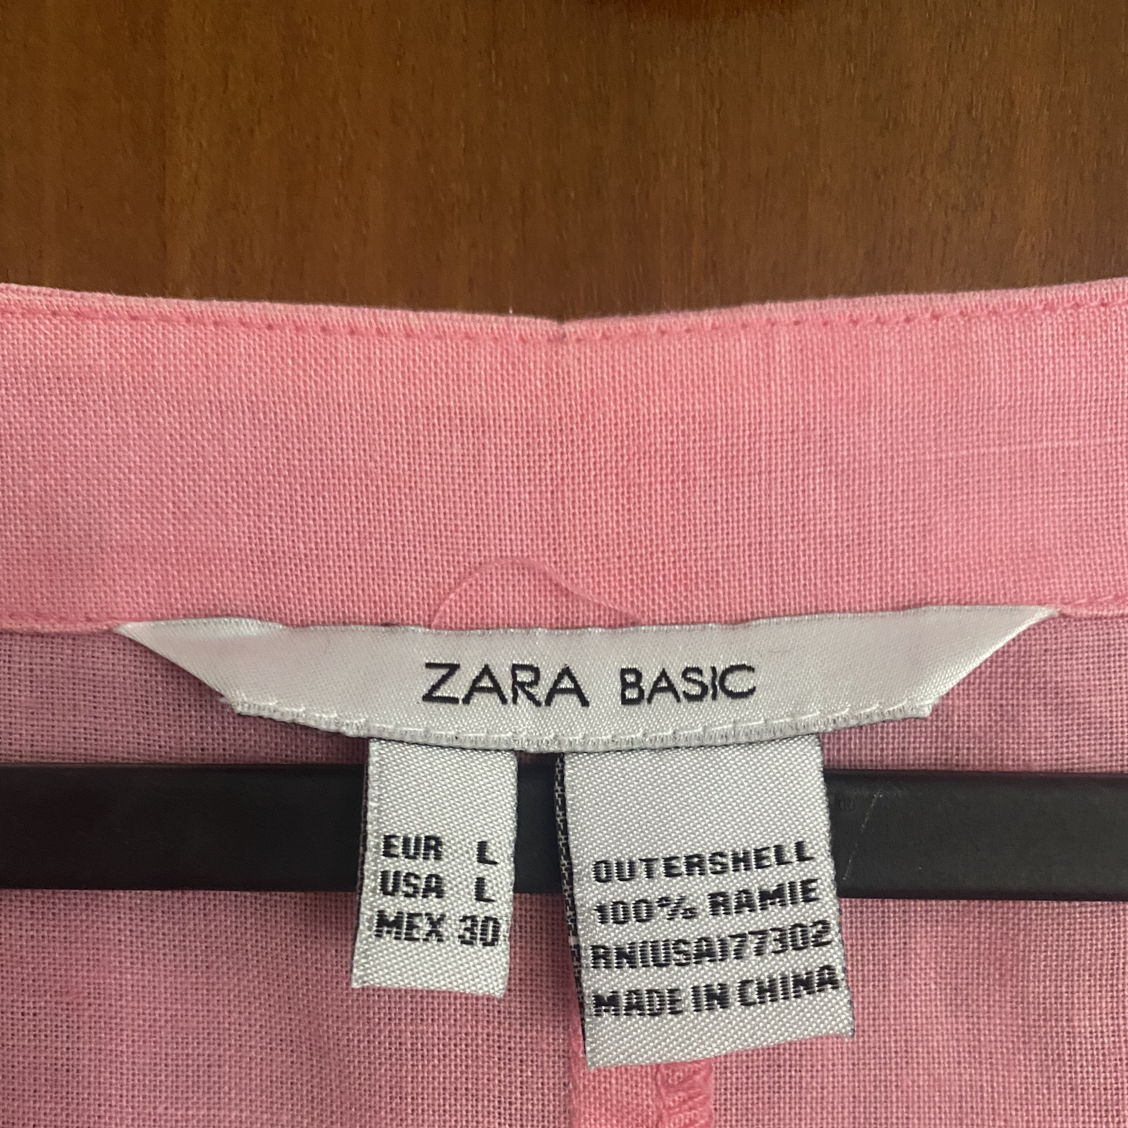 ZARA BASIC
EUR L
USA L
MEX 30
OUTERSHELL
100% RAMIE
RN(USA)77302
MADE IN CHINA